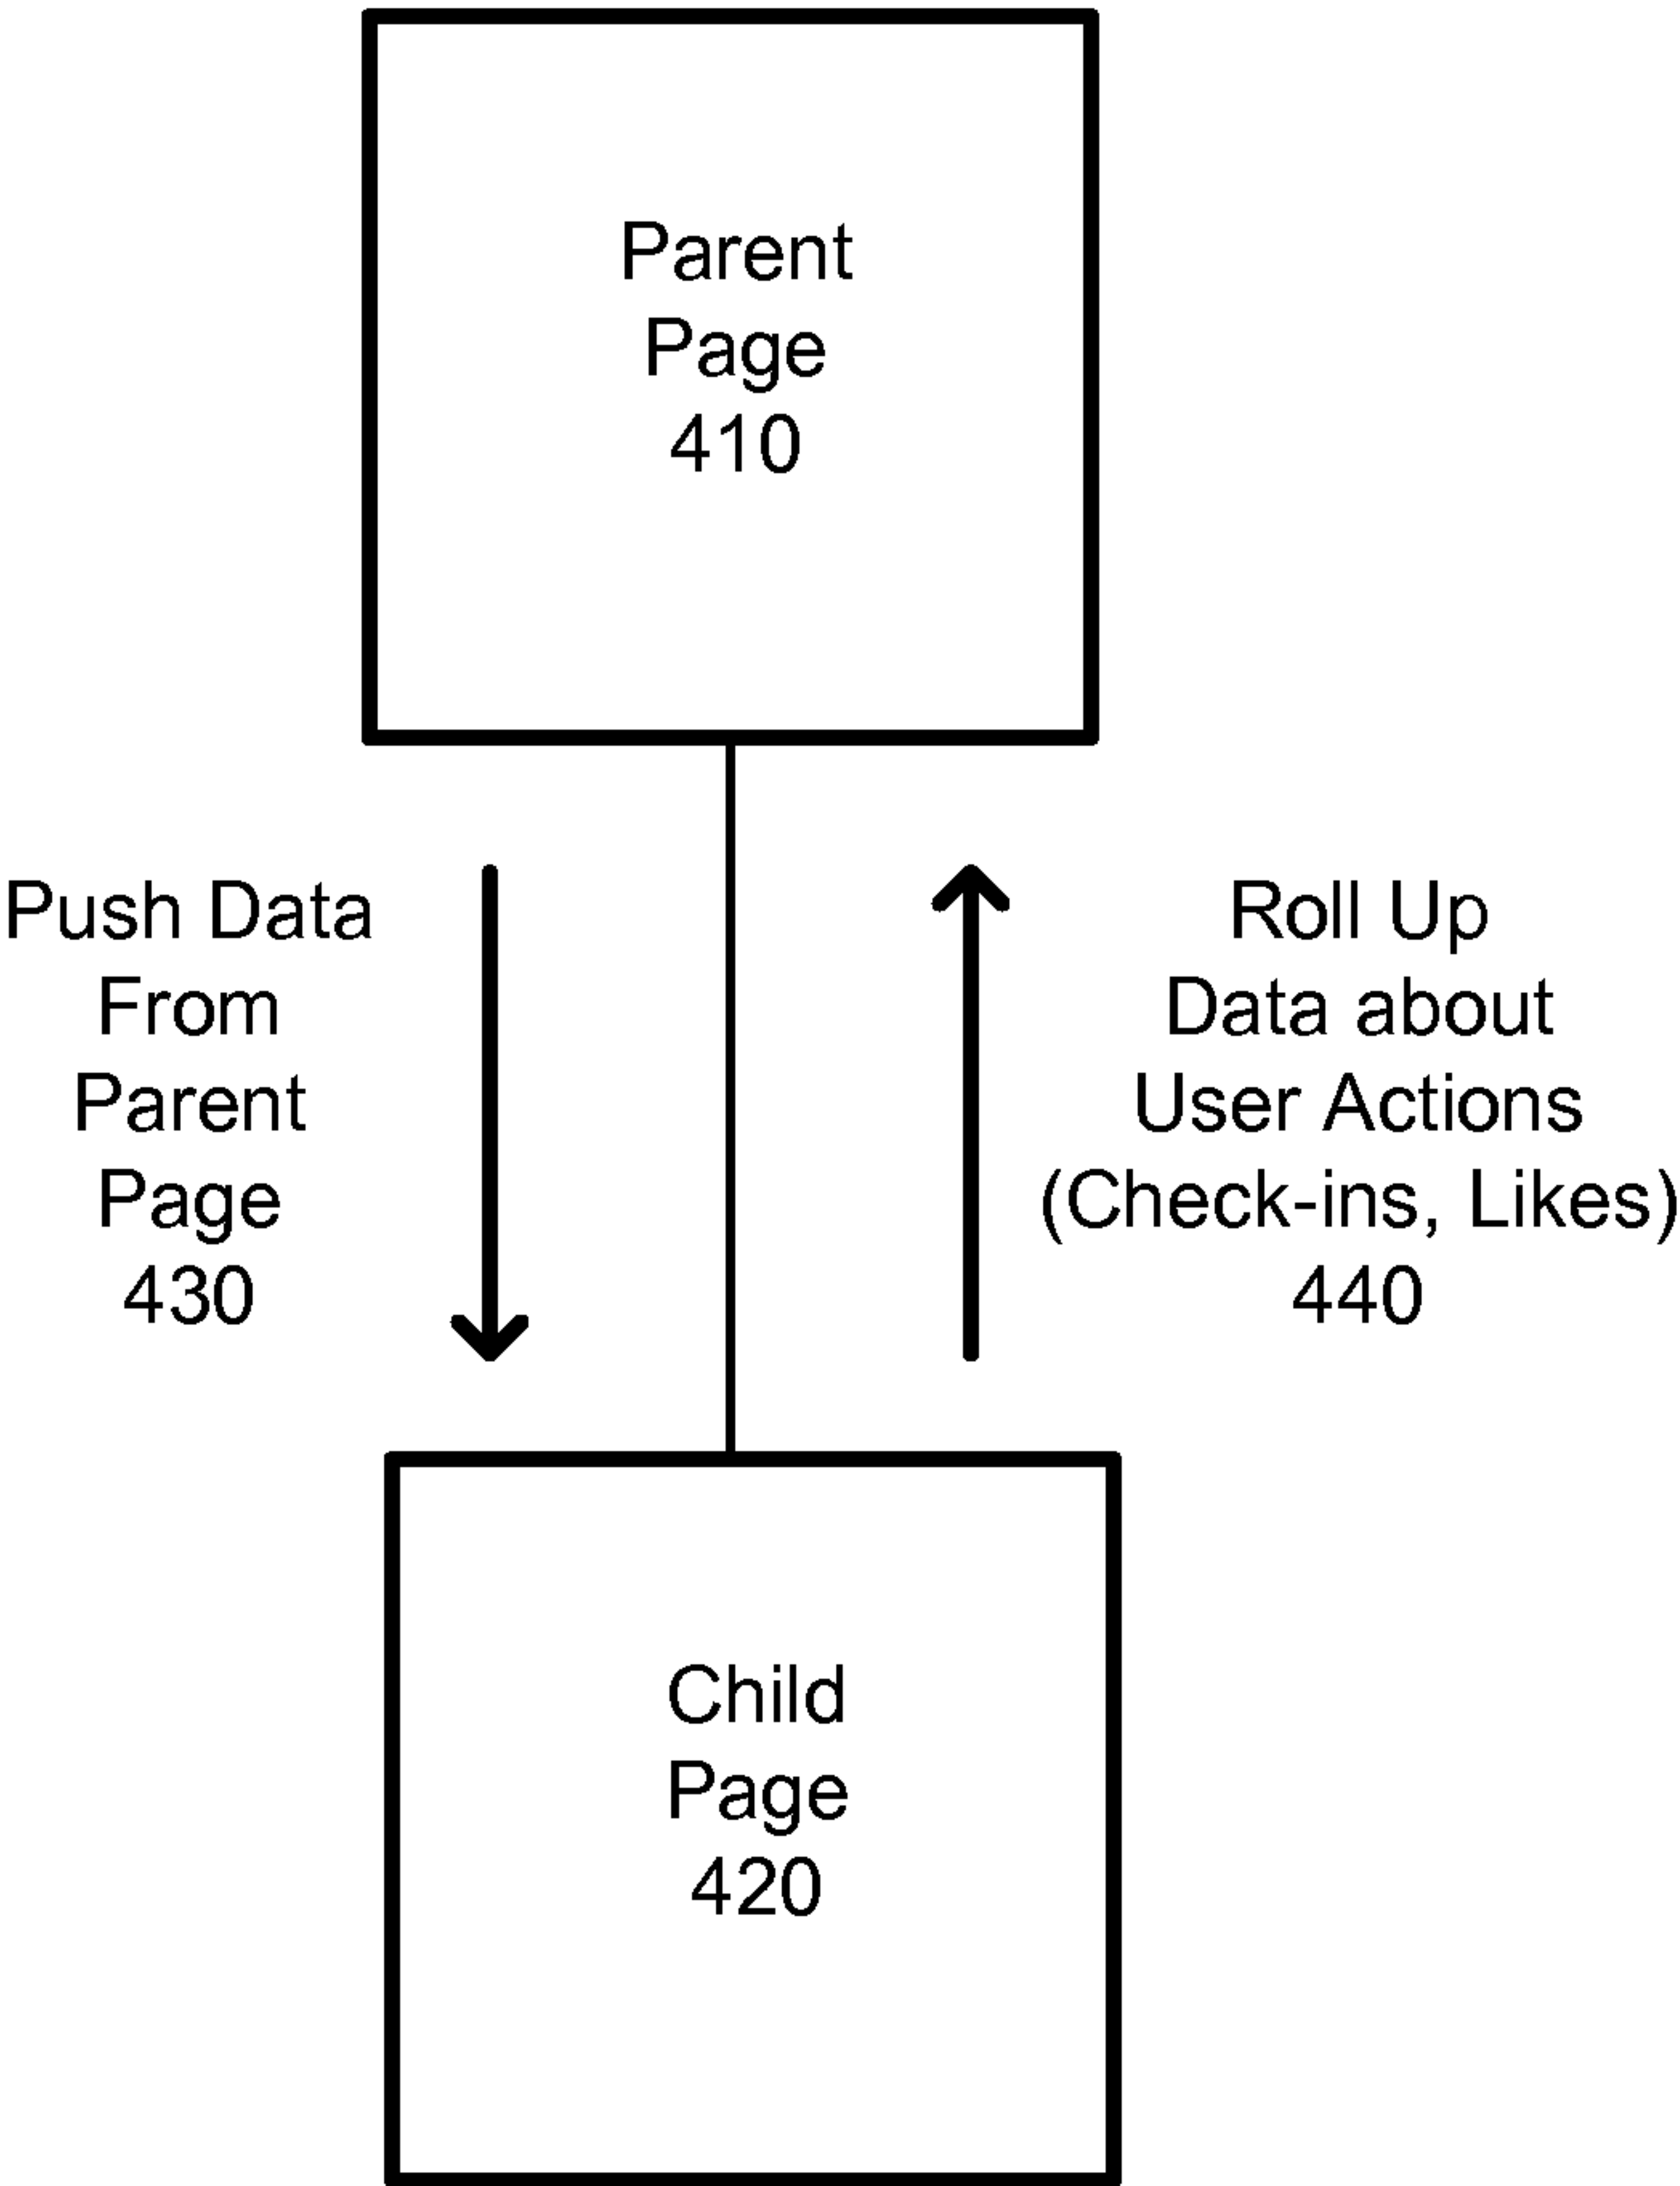 Parent
Page
410
Push Data
From
Parent
Page
430
Roll Up
Data about
User Actions
(Check-ins, Likes)
440
Child
Page
420